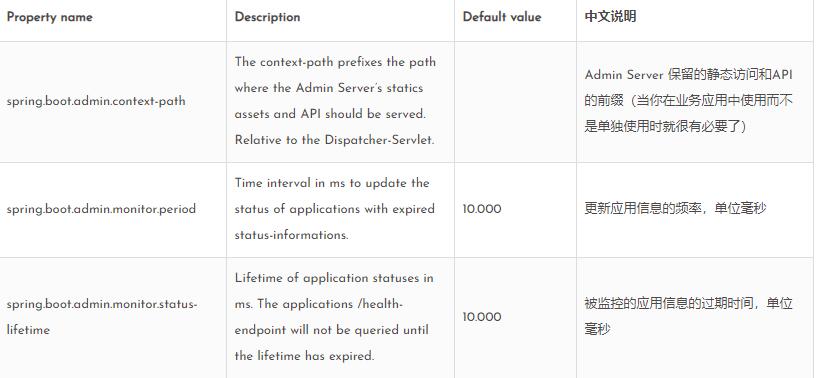 Property name
Description
Default value
中文说明
spring.boot.admin.context-path
The context-path prefixes the path
where the Admin Server's statics
assets and API should be served.
Relative to the Dispatcher-Servlet.
Admin Server 保留的静态访问和API
的前缀（当你在业务应用中使用而不
是单独使用时就很有必要了）
spring.boot.admin.monitor.period
Time interval in ms to update the
status of applications with expired
status-informations.
10.000
更新应用信息的频率，单位毫秒
spring.boot.admin.monitor.status-
lifetime
Lifetime of application statuses in
ms. The applications /health-
endpoint will not be queried until
the lifetime has expired.
10.000
被监控的应用信息的过期时间，单位
毫秒